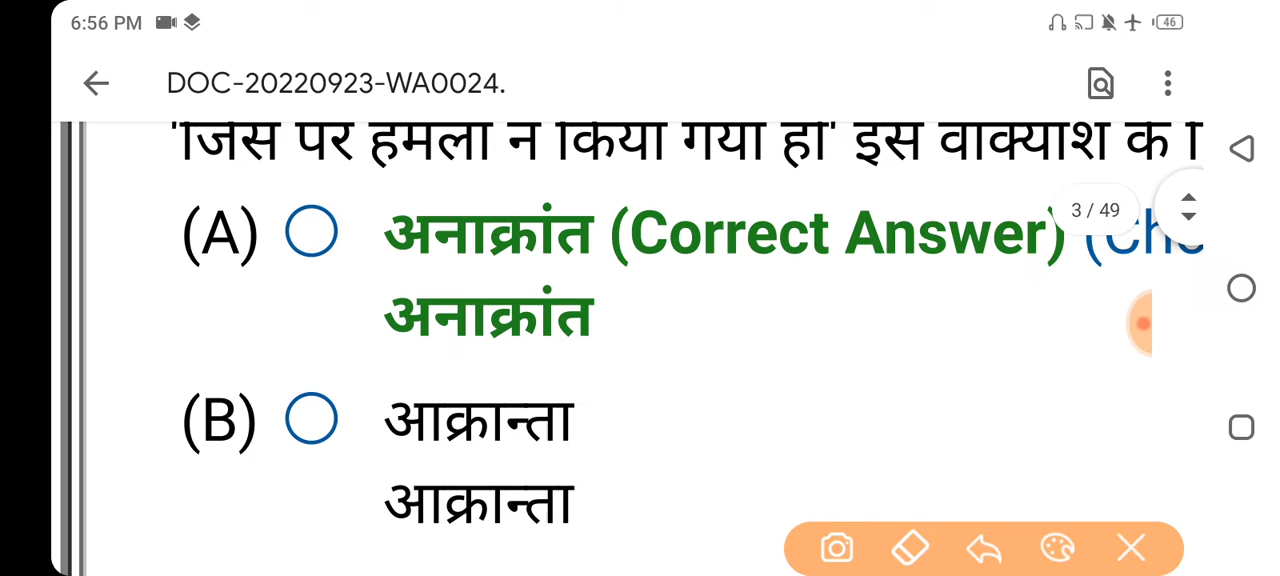 6:56 PM
46
DOC-20220923-WA0024.
'जिस पर हमला न किया गया हो' इस वाक्यांश के
(A) अनाक्रांत (Correct Answer)
3 / 49
अनाक्रांत
(B) आक्रान्ता
आक्रान्ता